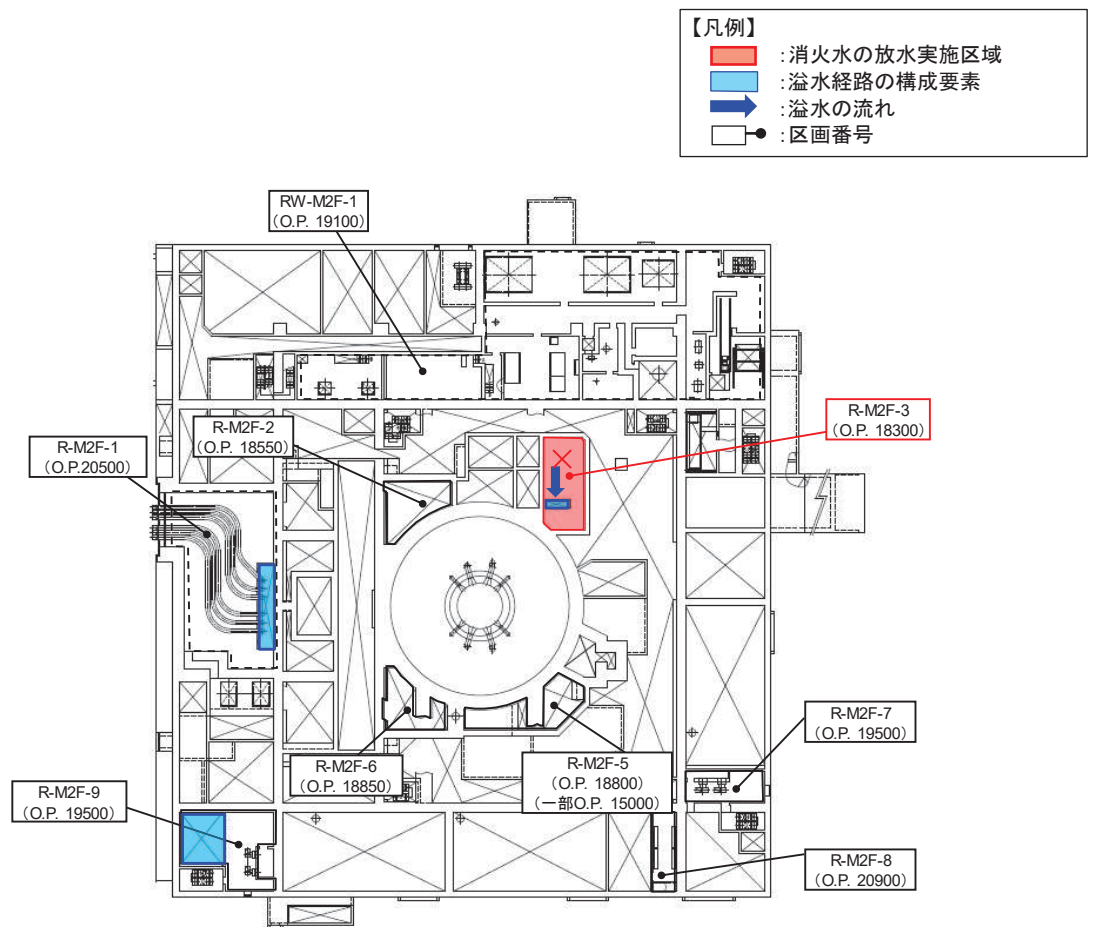 【凡例】
:消火水の放水実施区域
:溢水経路の構成要素
:溢水の流れ
:区画番号
RW-M2F-1
(O.P. 19100)
R-M2F-3
(O.P. 18300)
R-M2F-2
(O.P. 18550)
R-M2F-1
(O.P.20500)
R-M2F-7
(O.P. 19500)
R-M2F-6
(O.P. 18850)
R-M2F-5
(O.P. 18800)
(一部O.P. 15000)
R-M2F-9
(O.P. 19500)
R-M2F-8
(O.P. 20900)